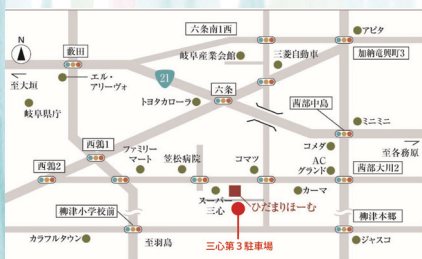 六条南1西
アピタ
N
藪田
岐阜産業会館
三菱自動車
加納竜興町3
至大垣
エル・
アリーヴォ
21
トヨタカローラ
六条
茜部中島
岐阜県庁
ミニミニ
西鶉1
コメダ
至各務原
西鶉2
ファミリー
マート
笠松病院
コマツ
AC
グランド
茜部大川2
スーパー
三心
ひだまりほーむ
カーマ
柳津小学校前
柳津本郷
カラフルタウン
至羽島
三心第3駐車場
ジャスコ